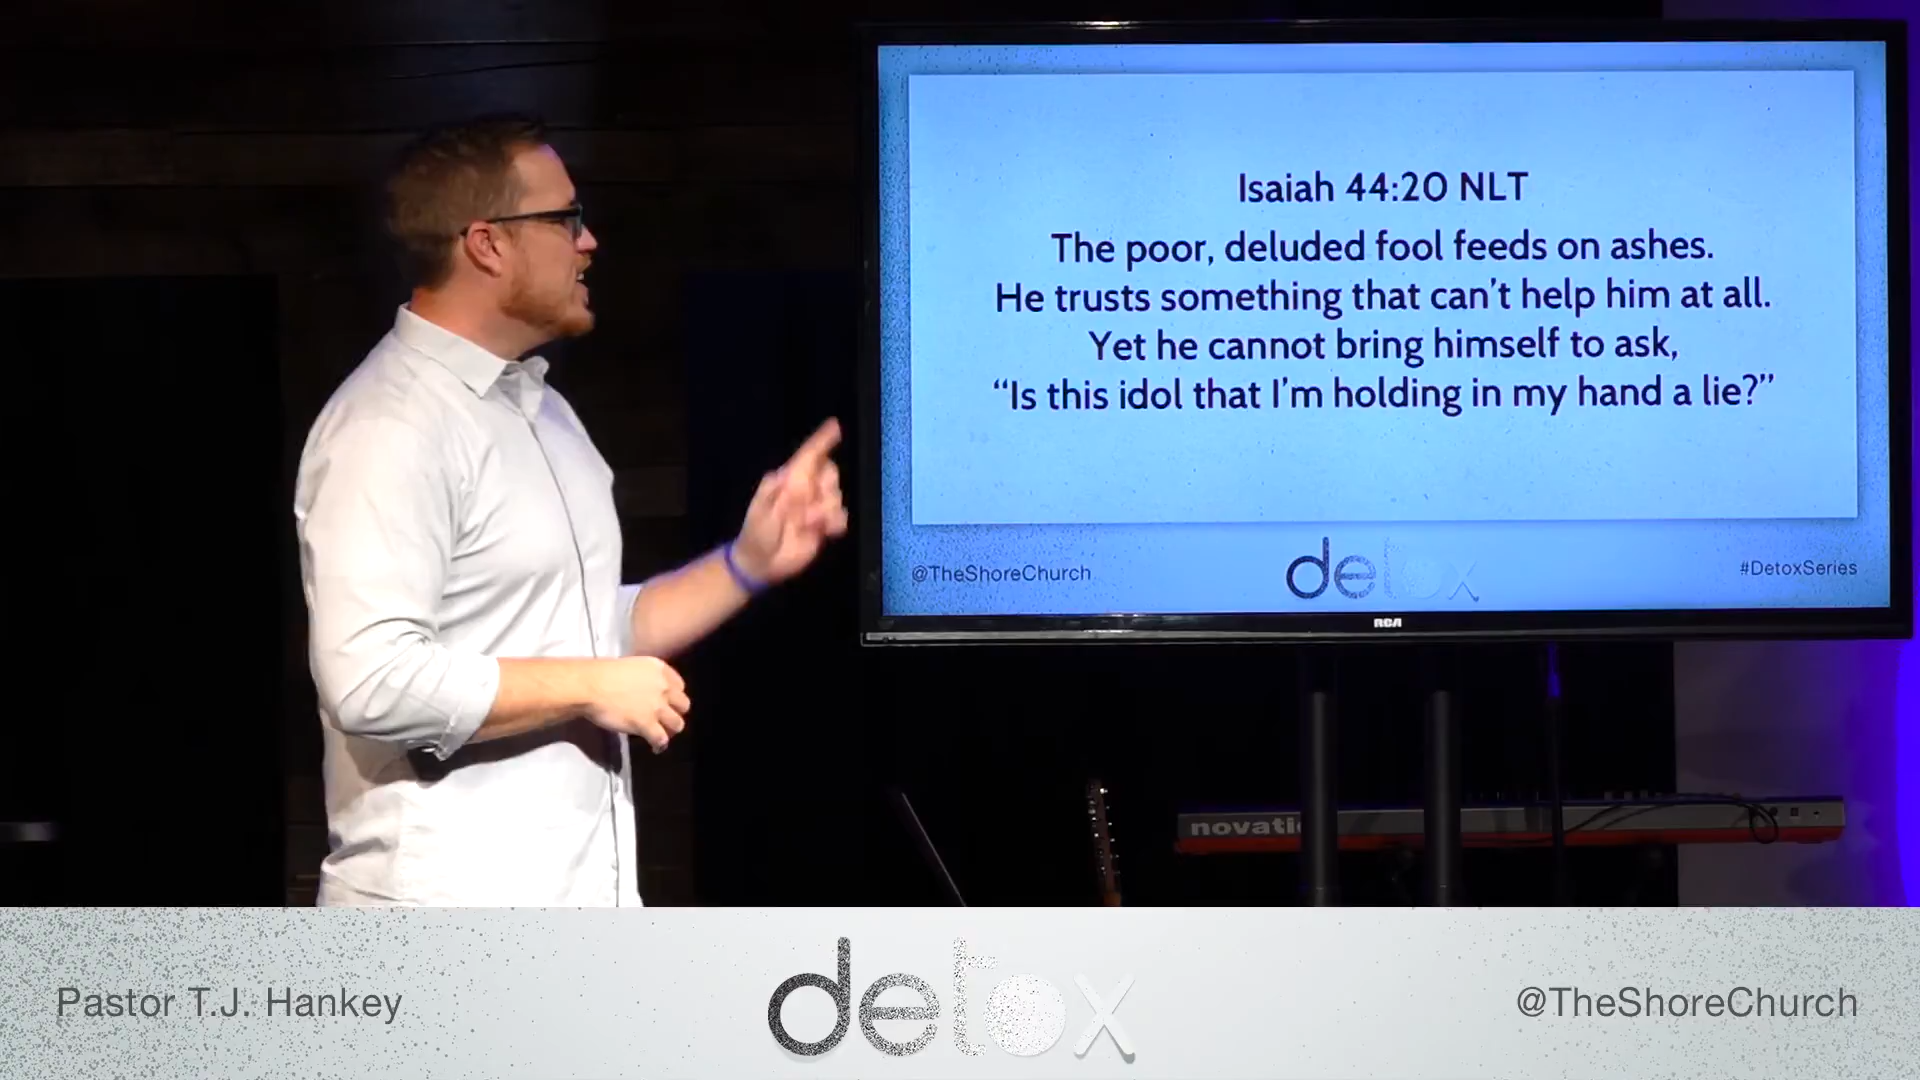 Isaiah 44:20 NLT
The poor, deluded fool feeds on ashes.
He trusts something that can't help him at all.
Yet he cannot bring himself to ask,
“Is this idol that I'm holding in my hand a lie?”
@TheShoreChurch
detox
#DetoxSeries
RCA
novati
Pastor T.J. Hankey
detox
@TheShoreChurch